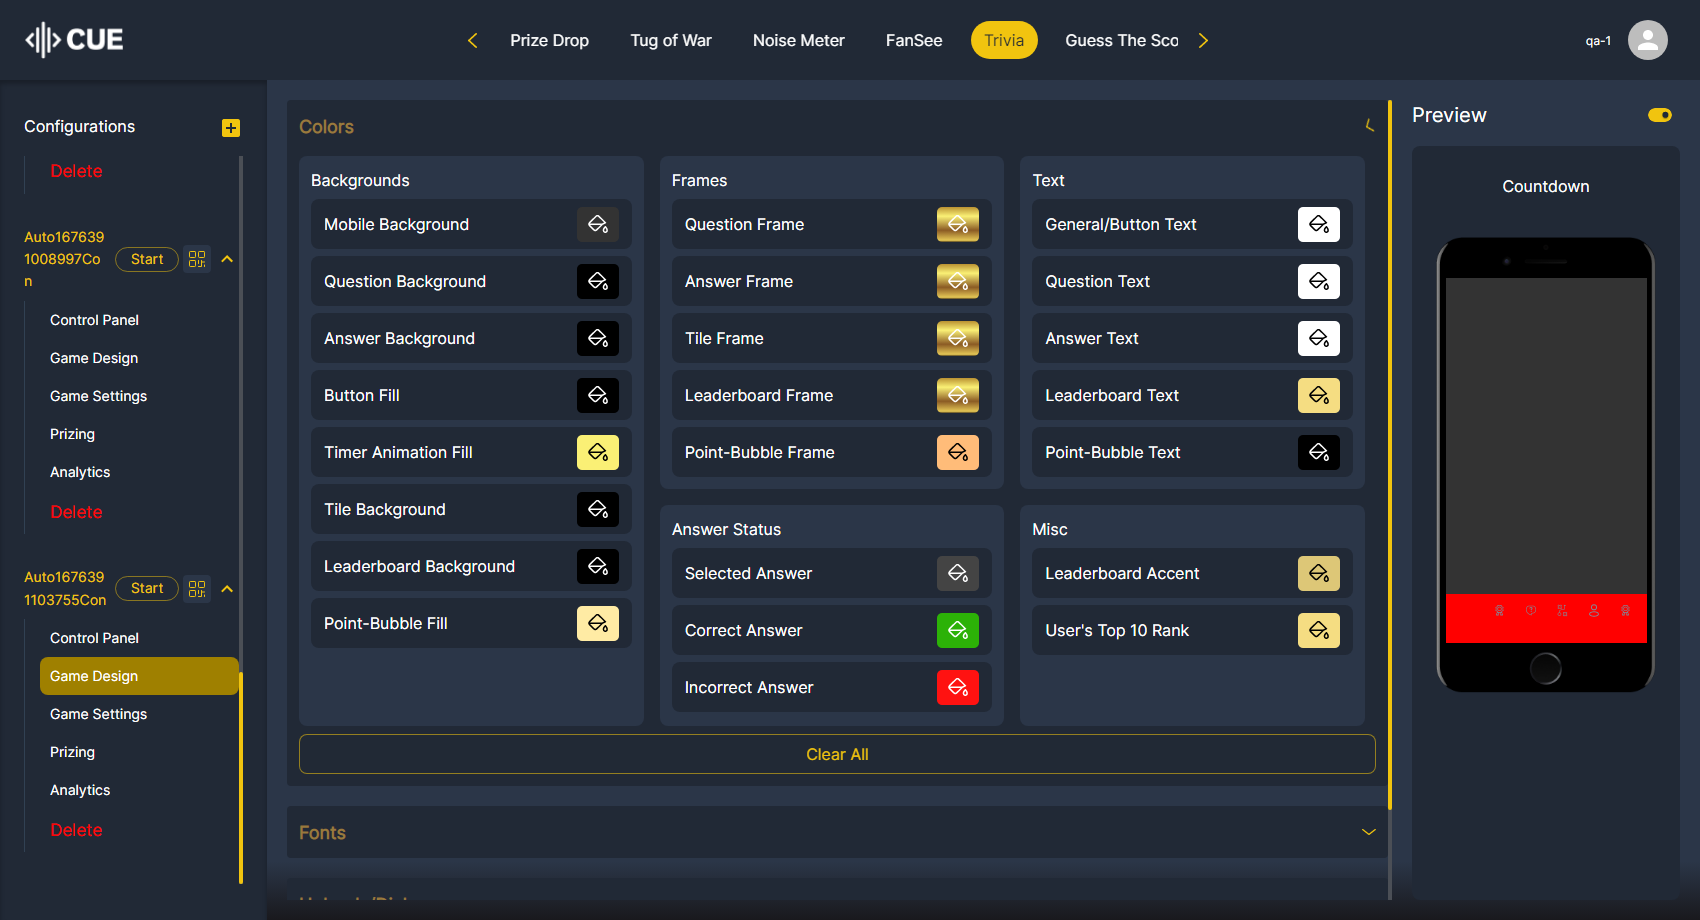 CUE
Prize Drop
Tug of War
Noise Meter
FanSee
Trivia
Guess The Sco
qa-1
Configurations
Delete
Auto167639
1008997Co
n
Start
Control Panel
Game Design
Game Settings
Prizing
Analytics
Delete
Auto167639
1103755Con
Start
Control Panel
Game Design
Game Settings
Prizing
Analytics
Delete
Colors
Backgrounds
Mobile Background
Question Background
Answer Background
Button Fill
Timer Animation Fill
Tile Background
Leaderboard Background
Point-Bubble Fill
Frames
Question Frame
Answer Frame
Tile Frame
Leaderboard Frame
Point-Bubble Frame
Text
General/Button Text
Question Text
Answer Text
Leaderboard Text
Point-Bubble Text
Answer Status
Selected Answer
Correct Answer
Incorrect Answer
Misc
Leaderboard Accent
User's Top 10 Rank
Clear All
Fonts
Preview
Countdown